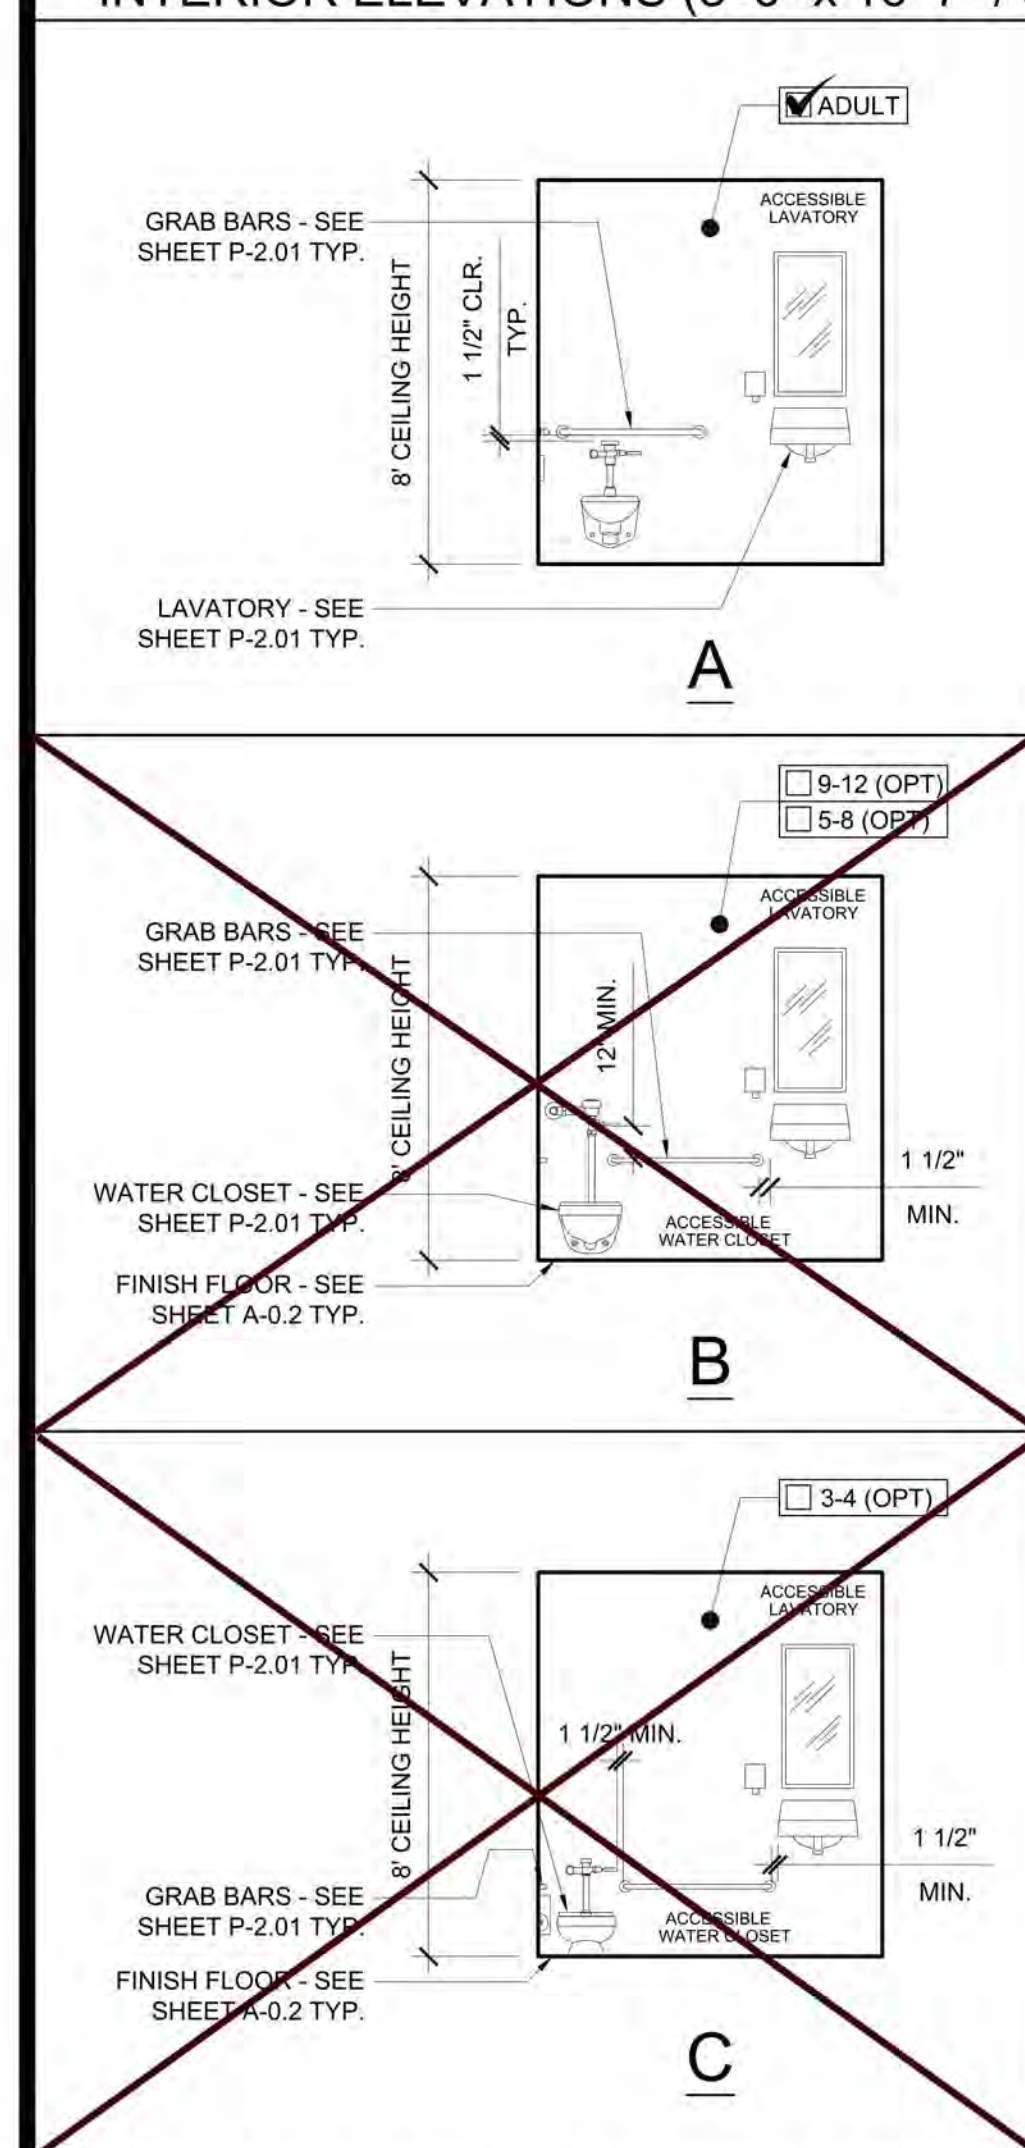 INTERIOR ELEVATIONS
ADULT
ACCESSIBLE
LAVATORY
GRAB BARS - SEE
SHEET P-2.01 TYP.
8' CEILING HEIGHT
1 1/2" CLR.
TYP.
LAVATORY - SEE
SHEET P-2.01 TYP.
A
9-12 (OPT)
5-8 (OPT)
ACCESSIBLE
LAVATORY
GRAB BARS - SEE
SHEET P-2.01 TYP.
8' CEILING HEIGHT
12" MIN.
1 1/2"
MIN.
WATER CLOSET - SEE
SHEET P-2.01 TYP.
ACCESSIBLE
WATER CLOSET
FINISH FLOOR - SEE
SHEET A-0.2 TYP.
B
3-4 (OPT)
ACCESSIBLE
LAVATORY
WATER CLOSET - SEE
SHEET P-2.01 TYP.
8' CEILING HEIGHT
1 1/2" MIN.
1 1/2"
MIN.
GRAB BARS - SEE
SHEET P-2.01 TYP.
ACCESSIBLE
WATER CLOSET
FINISH FLOOR - SEE
SHEET A-0.2 TYP.
C